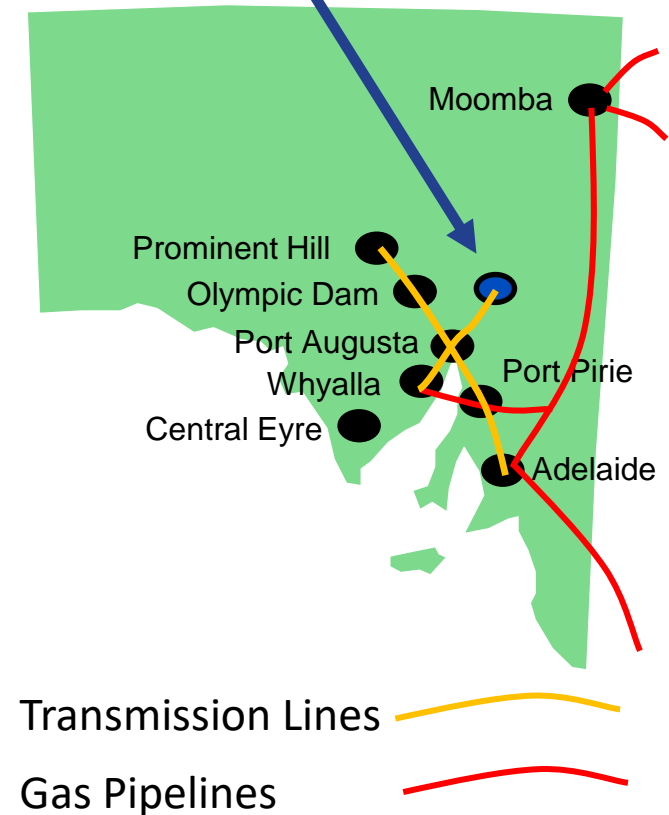 Moomba
Prominent Hill
Olympic Dam
Port Augusta
Port Pirie
Whyalla
Central Eyre
Adelaide
Transmission Lines
Gas Pipelines